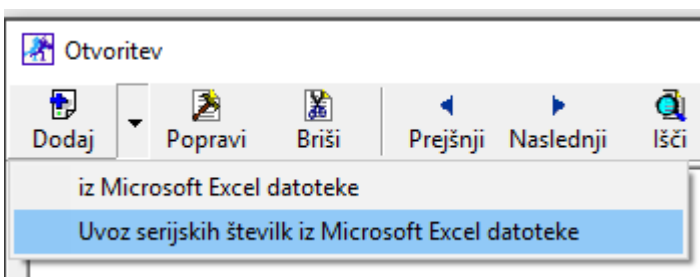 Otvoritev
Dodaj Popravi Briši Prejšnji Naslednji Išči
iz Microsoft Excel datoteke
Uvoz serijskih številk iz Microsoft Excel datoteke